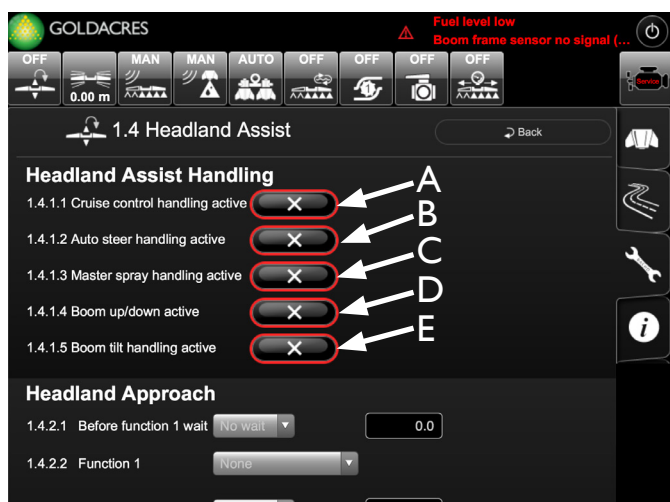 GOLDACRES
Fuel level low
Boom frame sensor no signal (...
OFF MAN MAN AUTO OFF OFF OFF OFF
0.00 m
1
Service
1.4 Headland Assist
Back
Headland Assist Handling
1.4.1.1 Cruise control handling active
A
1.4.1.2 Auto steer handling active
B
1.4.1.3 Master spray handling active
C
1.4.1.4 Boom up/down active
D
1.4.1.5 Boom tilt handling active
E
i
Headland Approach
1.4.2.1 Before function 1 wait No wait 0.0
1.4.2.2 Function 1 None